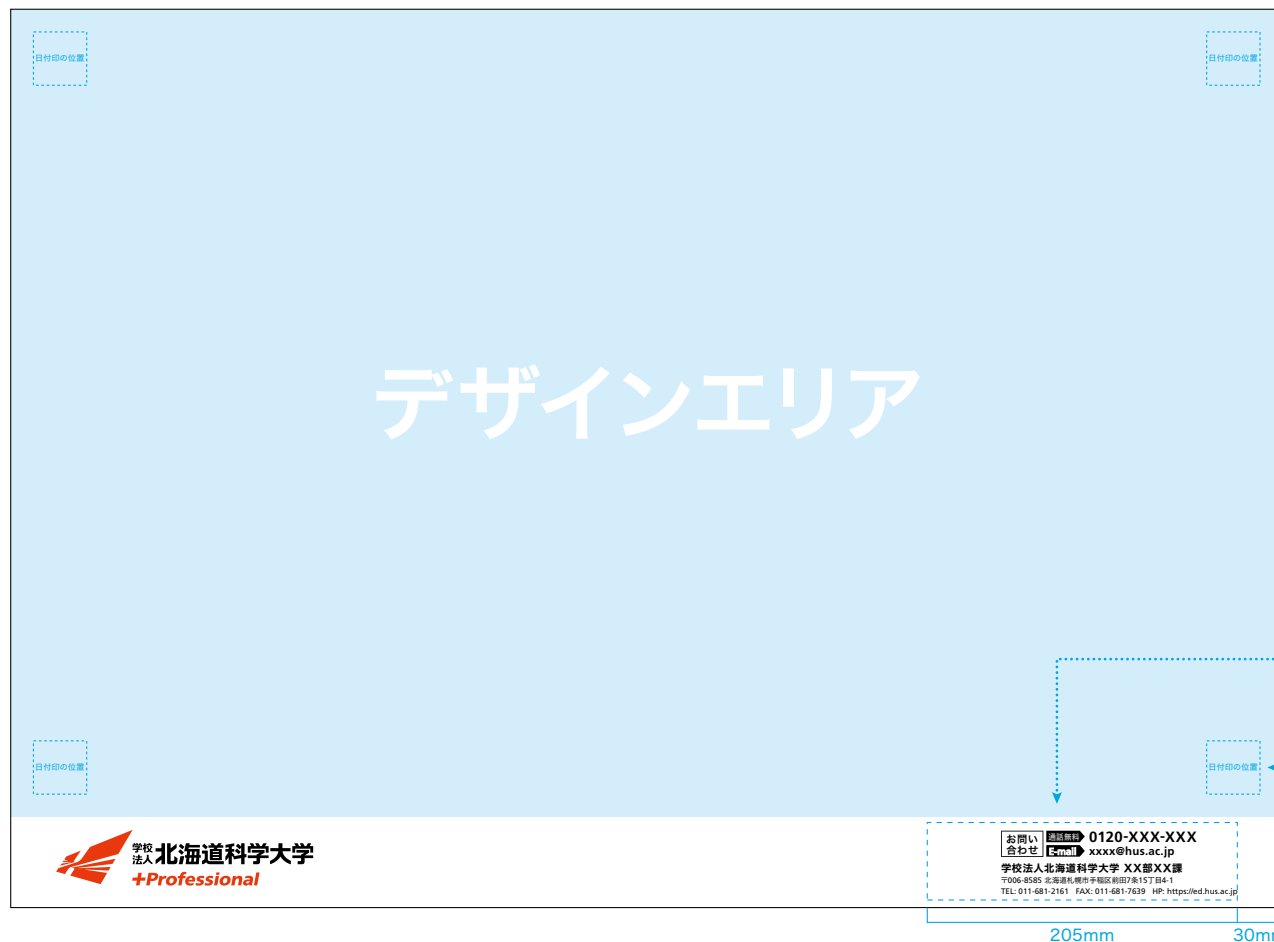 日付印の位置
日付印の位置
デザインエリア
日付印の位置
日付印の位置
学校
法人
北海道科学大学
+Professional
お問い
合わせ
通話無料 0120-XXX-XXX
E-mail xxxx@hus.ac.jp
学校法人北海道科学大学 XX部XX課
〒006-8585 北海道札幌市手稲区前田7条15丁目4-1
TEL: 011-681-2161 FAX: 011-681-7639 HP: https://ed.hus.ac.jp
205mm
30mm